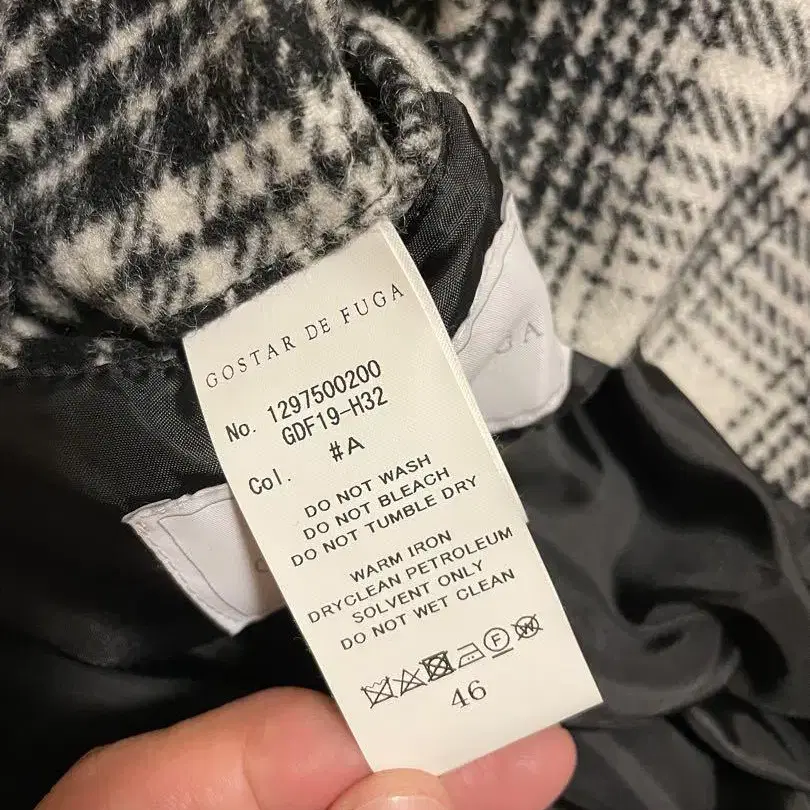 GOSTAR DE FUGA
No. 1297500200
GDF19-H32
Col. #A
DO NOT WASH
DO NOT BLEACH
DO NOT TUMBLE DRY
WARM IRON
DRYCLEAN PETROLEUM
SOLVENT ONLY
DO NOT WET CLEAN
F W
46
GA